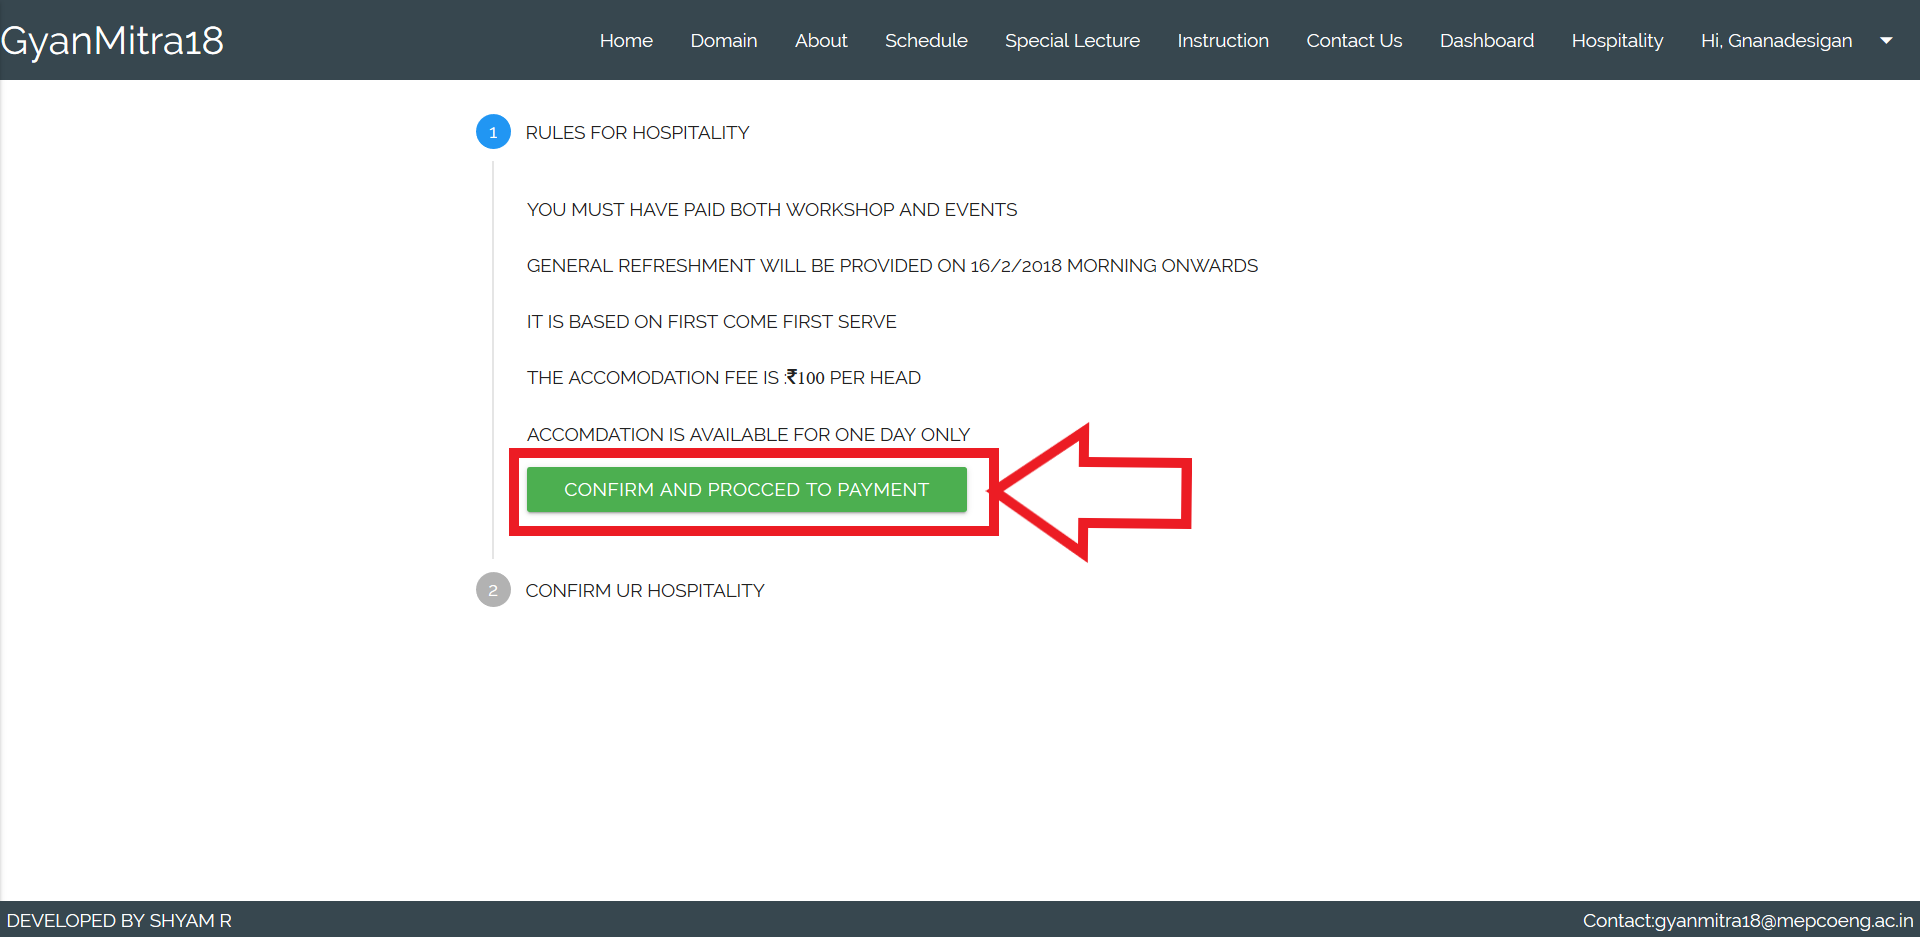 GyanMitra18
Home Domain About Schedule Special Lecture Instruction Contact Us Dashboard Hospitality Hi, Gnanadesigan
1 RULES FOR HOSPITALITY
YOU MUST HAVE PAID BOTH WORKSHOP AND EVENTS
GENERAL REFRESHMENT WILL BE PROVIDED ON 16/2/2018 MORNING ONWARDS
IT IS BASED ON FIRST COME FIRST SERVE
THE ACCOMODATION FEE IS :₹100 PER HEAD
ACCOMDATION IS AVAILABLE FOR ONE DAY ONLY
CONFIRM AND PROCCED TO PAYMENT
2 CONFIRM UR HOSPITALITY
DEVELOPED BY SHYAM R
Contact:gyanmitra18@mepcoeng.ac.in